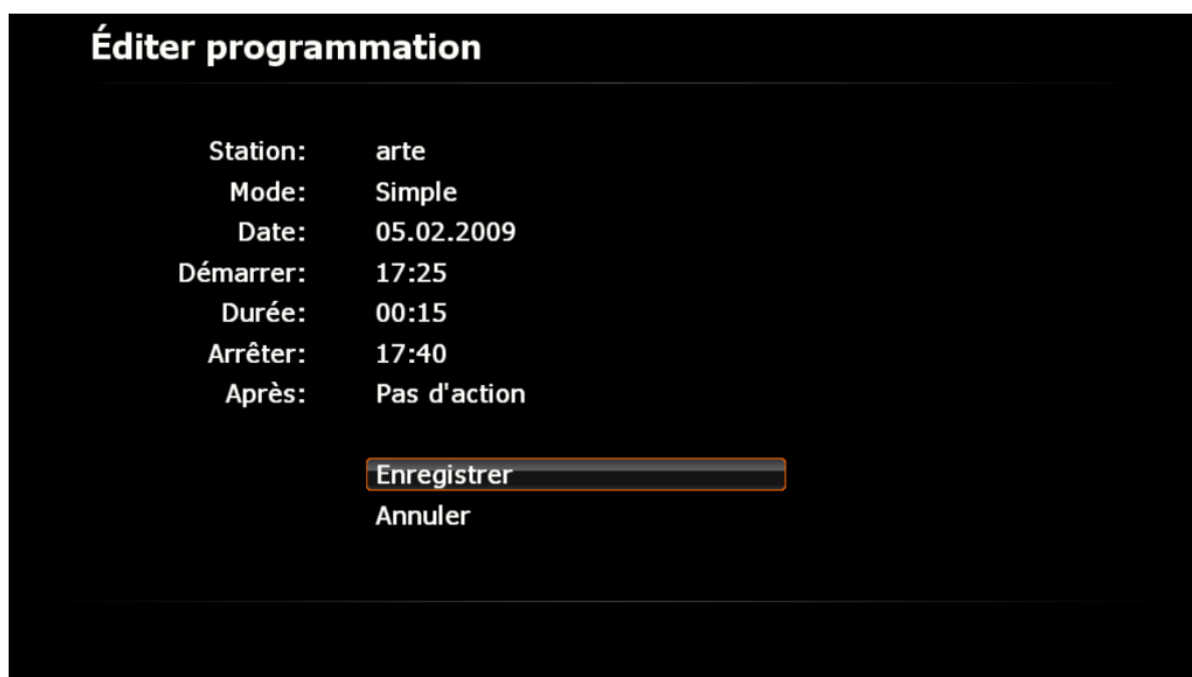 Éditer programmation
Station: arte
Mode: Simple
Date: 05.02.2009
Démarrer: 17:25
Durée: 00:15
Arrêter: 17:40
Après: Pas d'action
Enregistrer
Annuler